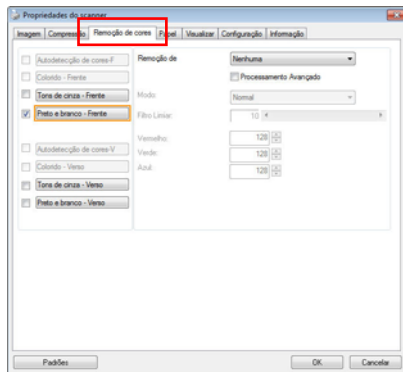 Propriedades do scanner
Imagem Compressão Remoção de cores Papel Visualizar Configuração Informação
Autodetecção de cores-F
Colorido - Frente
Tons de cinza - Frente
Preto e branco - Frente
Autodetecção de cores-V
Colorido - Verso
Tons de cinza - Verso
Preto e branco - Verso
Remoção de Nenhuma
Processamento Avançado
Modo: Normal
Filtro Limiar: 10
Vermelho: 128
Verde: 128
Azul: 128
Padrões OK Cancelar